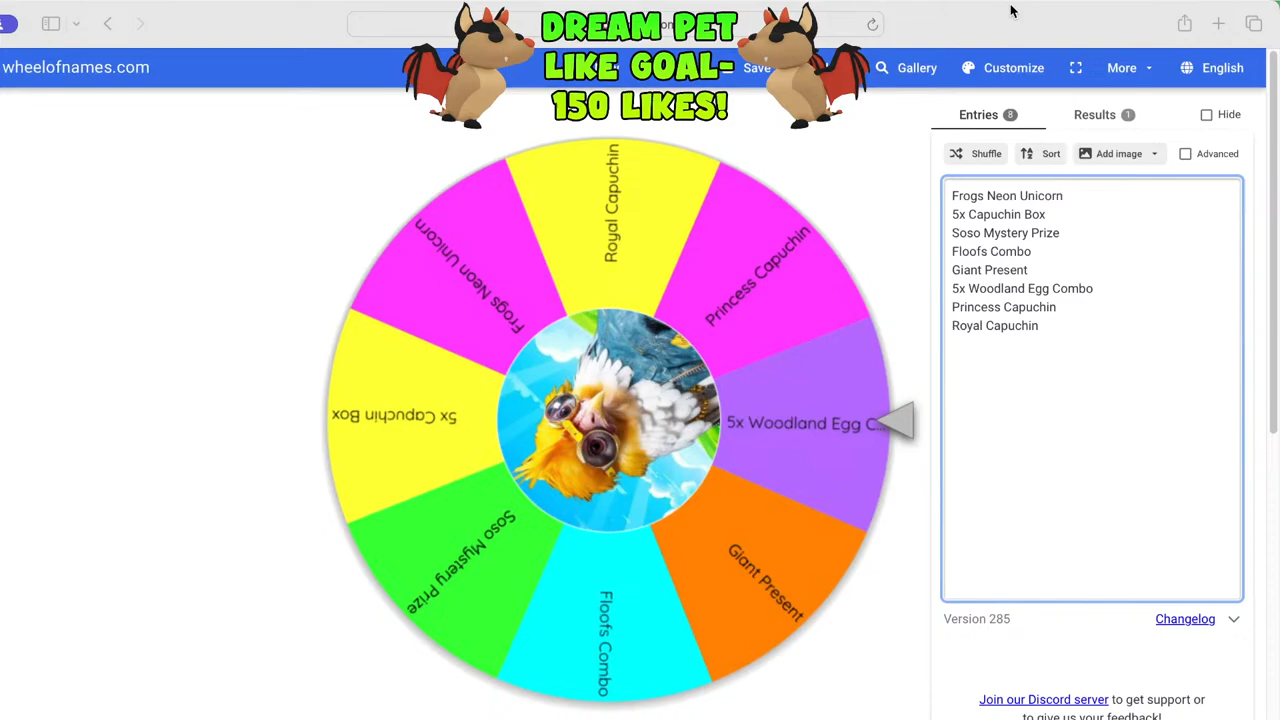 DREAM PET
LIKE GOAL-
150 LIKES!
wheelofnames.com
Save
Gallery
Customize
More
English
Entries 8
Results 1
Hide
Shuffle
Sort
Add image
Advanced
Frogs Neon Unicorn
5x Capuchin Box
Soso Mystery Prize
Floofs Combo
Giant Present
5x Woodland Egg Combo
Princess Capuchin
Royal Capuchin
Royal Capuchin
Princess Capuchin
5x Woodland Egg C...
Giant Present
Floofs Combo
Soso Mystery Prize
5x Capuchin Box
Frogs Neon Unicorn
Version 285
Changelog
Join our Discord server to get support or
to give us your feedback!